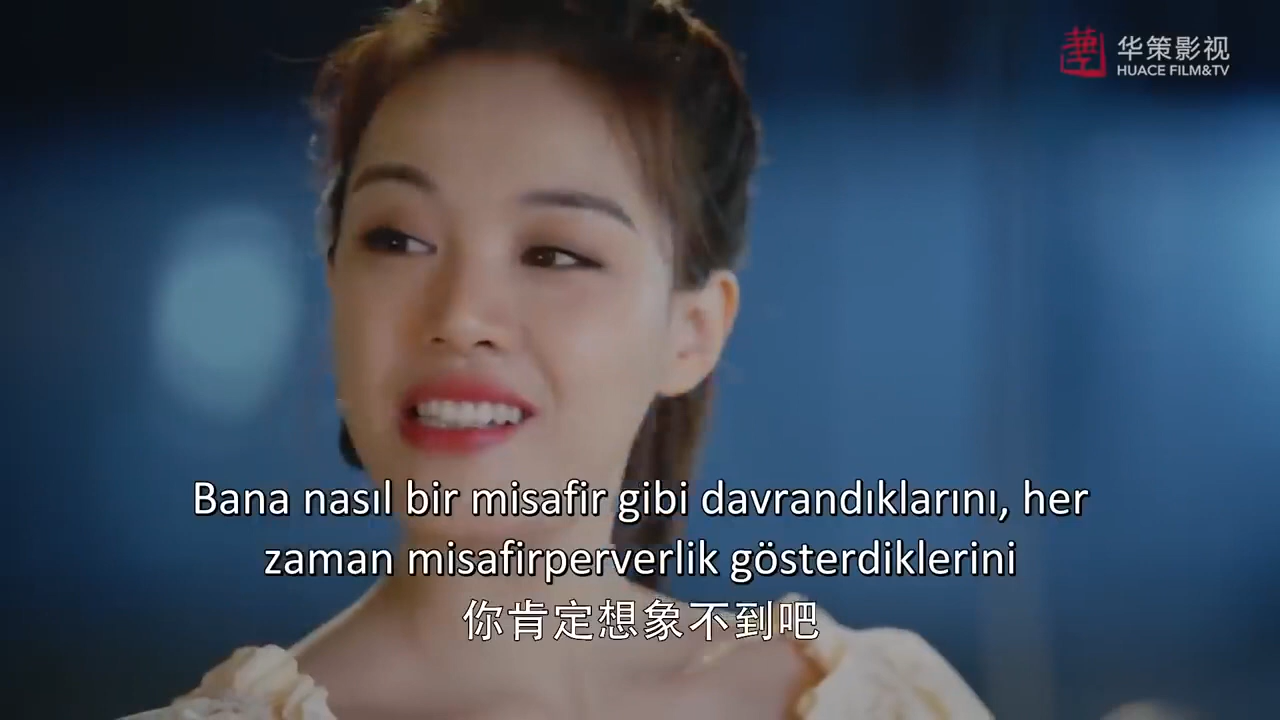 华策影视
HUACE FILM&TV
Bana nasıl bir misafir gibi davrandıklarını, her
zaman misafirperverlik gösterdiklerini
你肯定想象不到吧